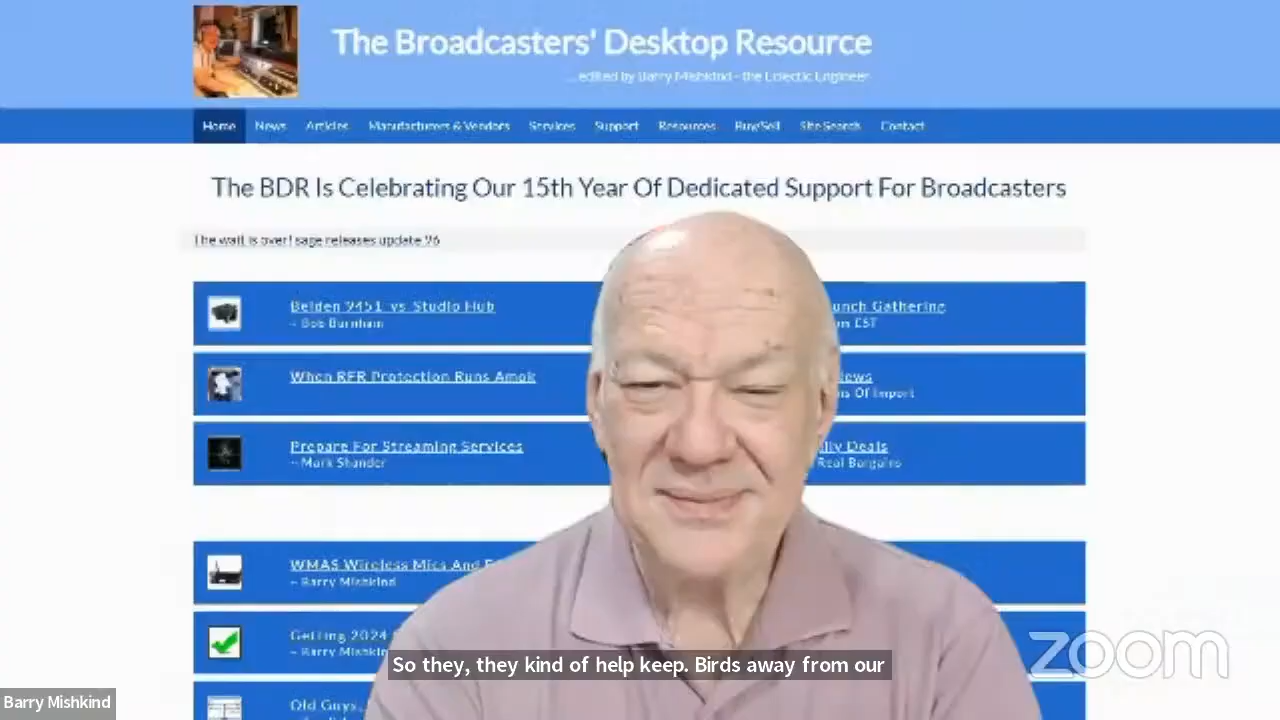 The Broadcasters' Desktop Resource
... edited by Barry Mishkind - the Eclectic Engineer
Home News Articles Manufacturers & Vendors Services Support Resources Buy/Sell Site Search Contact
The BDR Is Celebrating Our 15th Year Of Dedicated Support For Broadcasters
The wait is over! sage releases update 96
Belden 9451 vs Studio Hub
-- Bob Burnham
unch Gathering
EST
When RFR Protection Runs Amok
Of Import
Prepare For Streaming Services
-- Mark Shander
Deals
Real Bargains
WMAS Wireless Mics And
-- Barry Mishkind
Getting 2024
-- Barry Mishkin
Old Guys,
zoom
So they, they kind of help keep. Birds away from our
Barry Mishkind